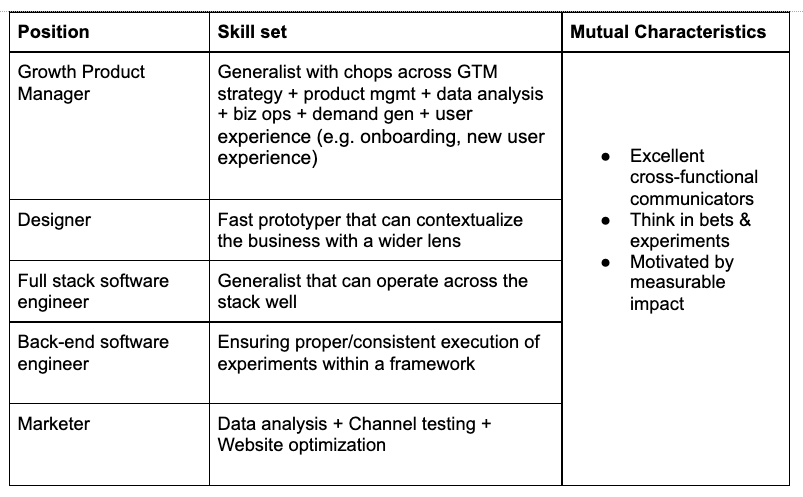 Position
Skill set
Mutual Characteristics
Growth Product
Manager
Generalist with chops across GTM
strategy + product mgmt + data analysis
+ biz ops + demand gen + user
experience (e.g. onboarding, new user
experience)
Designer
Fast prototyper that can contextualize
the business with a wider lens
Full stack software
engineer
Generalist that can operate across the
stack well
Back-end software
engineer
Ensuring proper/consistent execution of
experiments within a framework
Marketer
Data analysis + Channel testing +
Website optimization
● Excellent
cross-functional
communicators
● Think in bets &
experiments
● Motivated by
measurable
impact